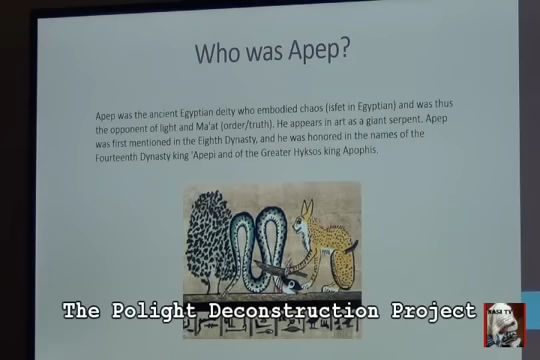 Who was Apep?
Apep was the ancient Egyptian deity who embodied chaos (isfet in Egyptian) and was thus
the opponent of light and Ma'at (order/truth). He appears in art as a giant serpent. Apep
was first mentioned in the Eighth Dynasty, and he was honored in the names of the
Fourteenth Dynasty king 'Apepi and of the Greater Hyksos king Apophis.
The Polight Deconstruction Project
RASI TV